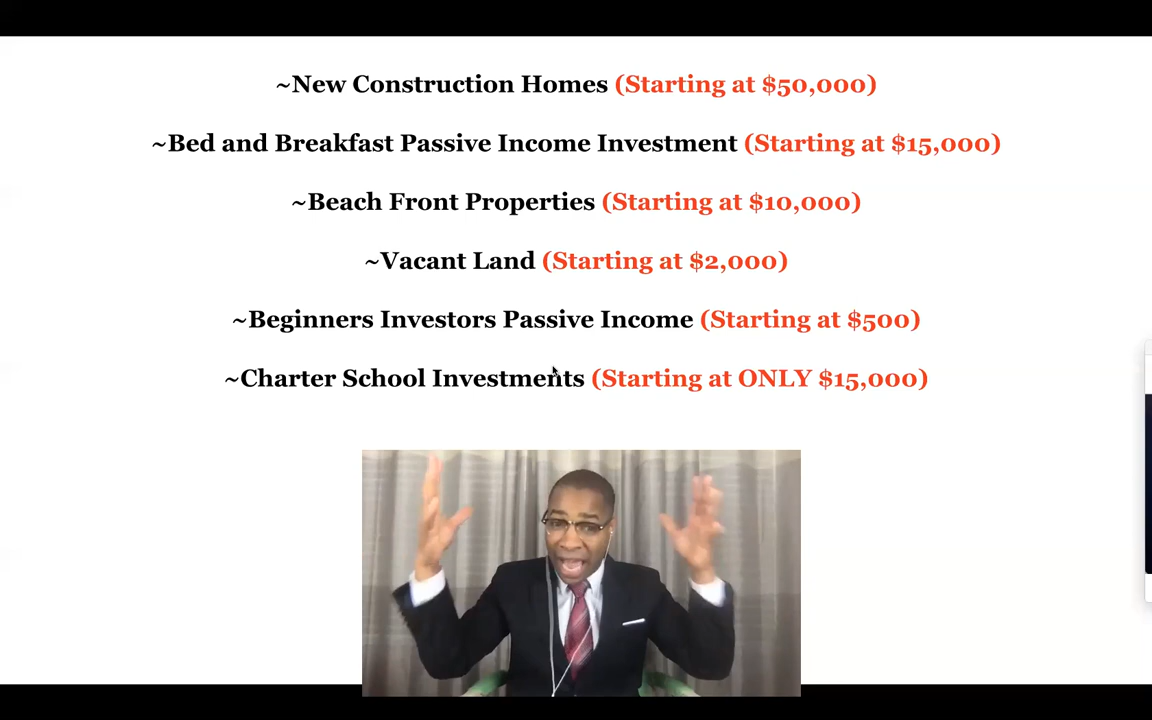 ~New Construction Homes (Starting at $50,000)
~Bed and Breakfast Passive Income Investment (Starting at $15,000)
~Beach Front Properties (Starting at $10,000)
~Vacant Land (Starting at $2,000)
~Beginners Investors Passive Income (Starting at $500)
~Charter School Investments (Starting at ONLY $15,000)